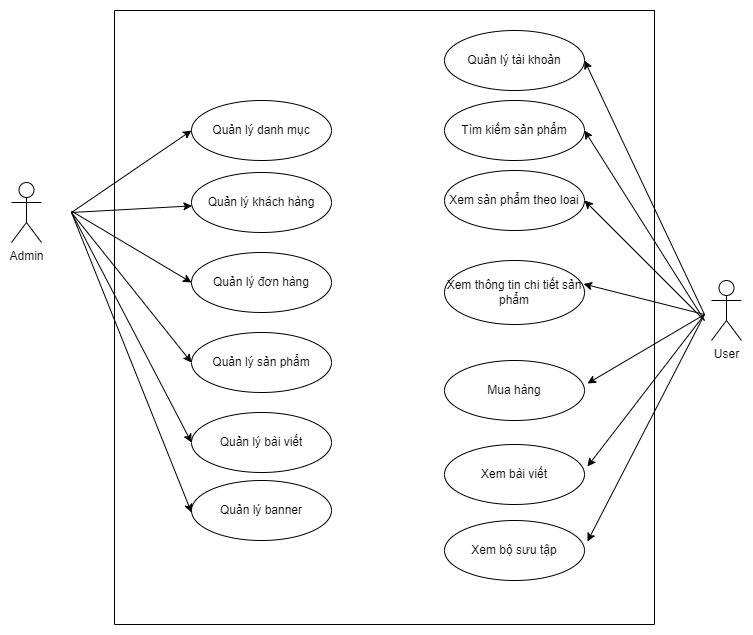 Quản lý tài khoản
Quản lý danh mục
Tìm kiếm sản phẩm
Quản lý khách hàng
Xem sản phẩm theo loai
Admin
Quản lý đơn hàng
Xem thông tin chi tiết sản
phẩm
User
Quản lý sản phẩm
Mua hàng
Quản lý bài viết
Xem bài viết
Quản lý banner
Xem bộ sưu tập